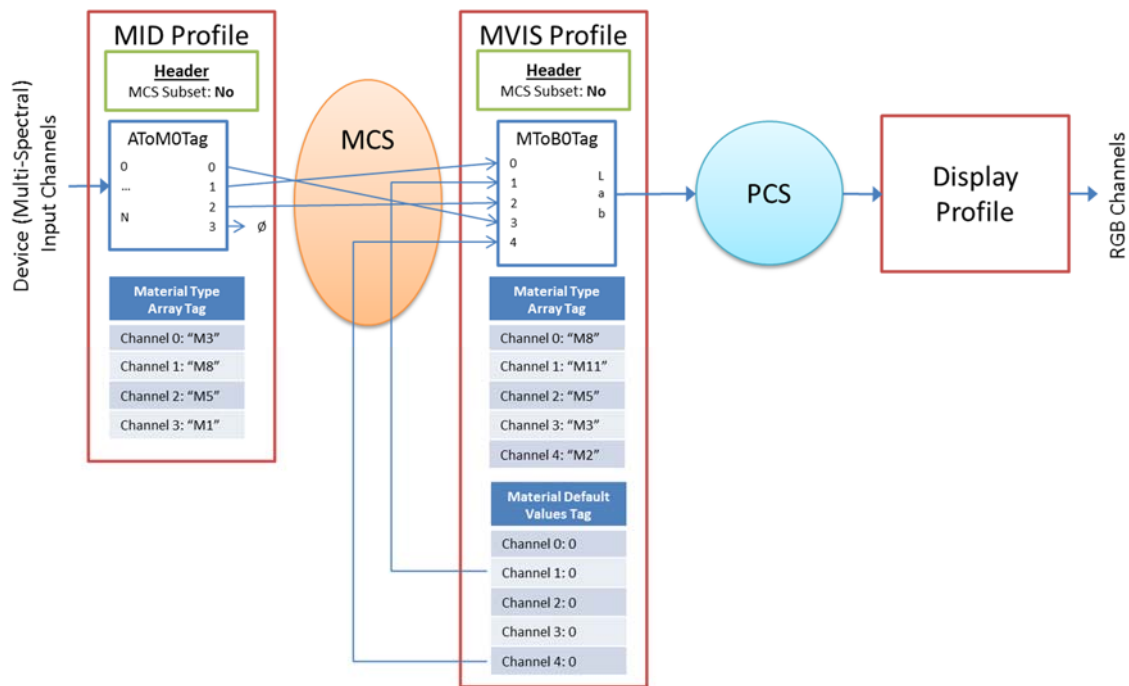 Device (Multi-Spectral)
Input Channels
MID Profile
Header
MCS Subset: No
AToM0Tag
0
...
N
0
1
2
3
Ø
Material Type
Array Tag
Channel 0: “M3”
Channel 1: “M8”
Channel 2: “M5”
Channel 3: “M1”
MCS
MVIS Profile
Header
MCS Subset: No
MToB0Tag
0
1
2
3
4
L
a
b
Material Type
Array Tag
Channel 0: “M8”
Channel 1: “M11”
Channel 2: “M5”
Channel 3: “M3”
Channel 4: “M2”
Material Default
Values Tag
Channel 0: 0
Channel 1: 0
Channel 2: 0
Channel 3: 0
Channel 4: 0
PCS
Display
Profile
RGB Channels